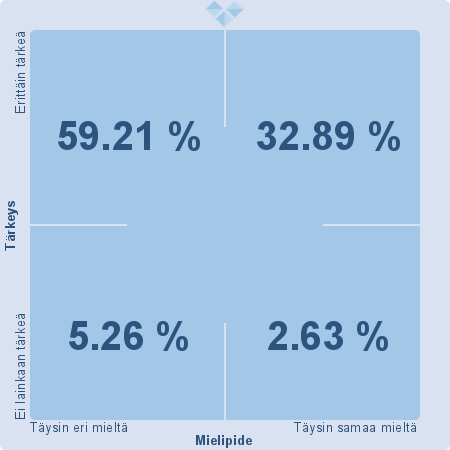 Erittäin tärkeä
59.21 %
32.89 %
Tärkeys
5.26 %
2.63 %
Ei lainkaan tärkeä
Täysin eri mieltä
Täysin samaa mieltä
Mielipide